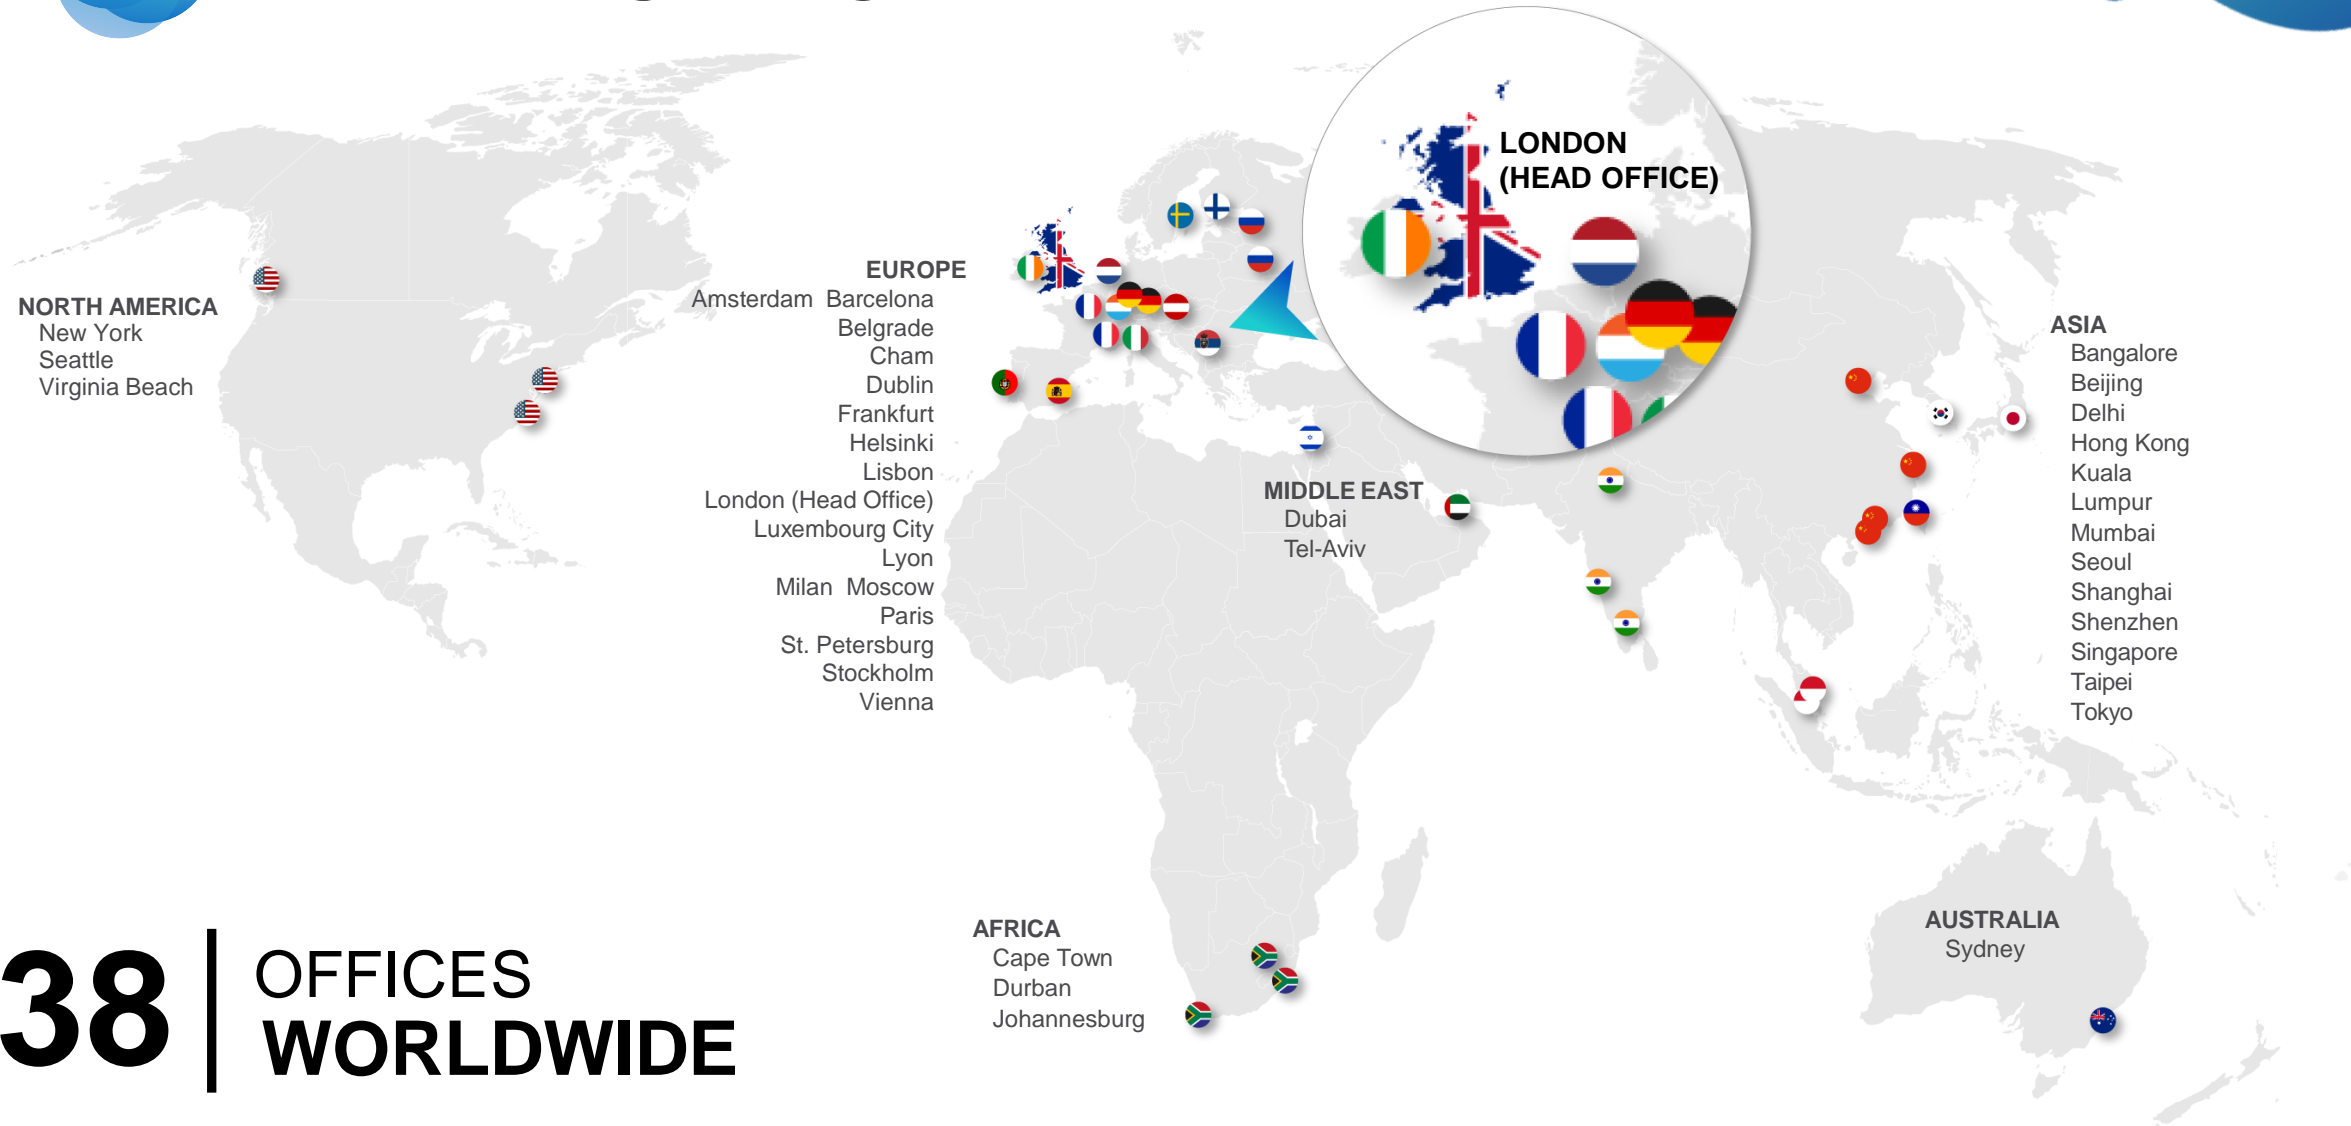 LONDON
(HEAD OFFICE)
NORTH AMERICA
New York
Seattle
Virginia Beach
EUROPE
Amsterdam Barcelona
Belgrade
Cham
Dublin
Frankfurt
Helsinki
Lisbon
London (Head Office)
Luxembourg City
Lyon
Milan Moscow
Paris
St. Petersburg
Stockholm
Vienna
MIDDLE EAST
Dubai
Tel-Aviv
ASIA
Bangalore
Beijing
Delhi
Hong Kong
Kuala
Lumpur
Mumbai
Seoul
Shanghai
Shenzhen
Singapore
Taipei
Tokyo
AFRICA
Cape Town
Durban
Johannesburg
AUSTRALIA
Sydney
38
OFFICES
WORLDWIDE